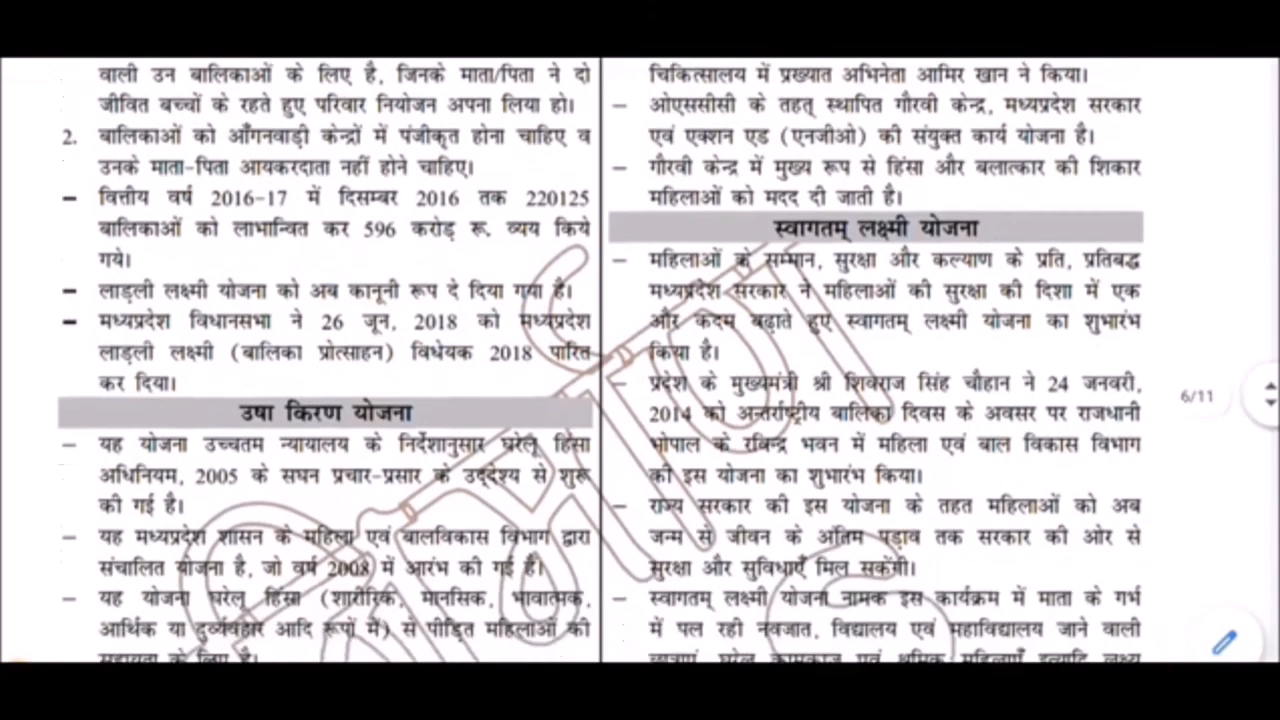 वाली उन बालिकाओं के लिए है, जिनके माता/पिता ने दो
जीवित बच्चों के रहते हुए परिवार नियोजन अपना लिया हो।
2. बालिकाओं को आँगनवाड़ी केन्द्रों में पंजीकृत होना चाहिए व
उनके माता-पिता आयकरदाता नहीं होने चाहिए।
– वित्तीय वर्ष 2016-17 में दिसम्बर 2016 तक 220125
बालिकाओं को लाभान्वित कर 596 करोड़ रू. व्यय किये
गये।
– लाड़ली लक्ष्मी योजना को अब कानूनी रूप दे दिया गया है।
– मध्यप्रदेश विधानसभा ने 26 जून, 2018 को मध्यप्रदेश
लाड़ली लक्ष्मी (बालिका प्रोत्साहन) विधेयक 2018 पारित
कर दिया।
उषा किरण योजना
– यह योजना उच्चतम न्यायालय के निर्देशानुसार घरेलू हिंसा
अधिनियम, 2005 के सघन प्रचार-प्रसार के उद्देश्य से शुरू
की गई है।
– यह मध्यप्रदेश शासन के महिला एवं बालविकास विभाग द्वारा
संचालित योजना है, जो वर्ष 2008 में आरंभ की गई है।
– यह योजना घरेलू हिंसा (शारीरिक, मानसिक, भावात्मक,
आर्थिक या दुर्व्यवहार आदि रूपों में) से पीड़ित महिलाओं की
सहायता के लिए है।
चिकित्सालय में प्रख्यात अभिनेता आमिर खान ने किया।
– ओएससीसी के तहत् स्थापित गौरवी केन्द्र, मध्यप्रदेश सरकार
एवं एक्शन एड (एनजीओ) की संयुक्त कार्य योजना है।
– गौरवी केन्द्र में मुख्य रूप से हिंसा और बलात्कार की शिकार
महिलाओं को मदद दी जाती है।
स्वागतम् लक्ष्मी योजना
– महिलाओं के सम्मान, सुरक्षा और कल्याण के प्रति, प्रतिबद्ध
मध्यप्रदेश सरकार ने महिलाओं की सुरक्षा की दिशा में एक
और कदम बढ़ाते हुए स्वागतम् लक्ष्मी योजना का शुभारंभ
किया है।
– प्रदेश के मुख्यमंत्री श्री शिवराज सिंह चौहान ने 24 जनवरी,
2014 को अन्तर्राष्ट्रीय बालिका दिवस के अवसर पर राजधानी
भोपाल के रविन्द्र भवन में महिला एवं बाल विकास विभाग
की इस योजना का शुभारंभ किया।
– राज्य सरकार की इस योजना के तहत महिलाओं को अब
जन्म से जीवन के अंतिम पड़ाव तक सरकार की ओर से
सुरक्षा और सुविधाएँ मिल सकेंगी।
– स्वागतम् लक्ष्मी योजना नामक इस कार्यक्रम में माता के गर्भ
में पल रही नवजात, विद्यालय एवं महाविद्यालय जाने वाली
छात्राएं, घरेलू कामकाज एवं श्रमिक महिलाएँ इत्यादि लक्ष्य
6/11